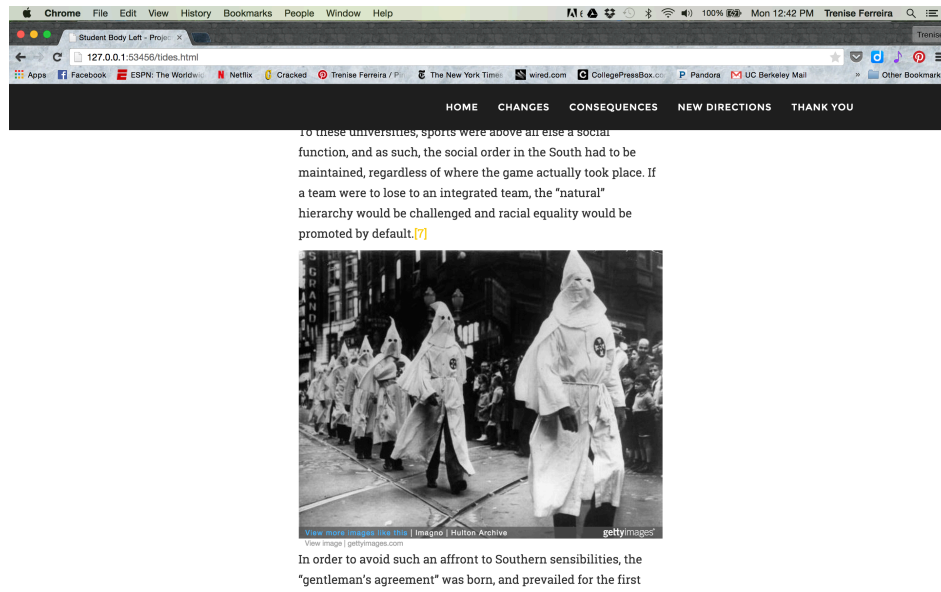 Chrome File Edit View History Bookmarks People Window Help 100% Mon 12:42 PM Trenise Ferreira
Student Body Left - Projec
Trenise
127.0.0.1:53456/tides.html
Apps Facebook ESPN: The Worldwid Netflix Cracked Trenise Ferreira / Pi The New York Times wired.com CollegePressBox.co Pandora UC Berkeley Mail » Other Bookmark
HOME CHANGES CONSEQUENCES NEW DIRECTIONS THANK YOU
To these universities, sports were above all else a social
function, and as such, the social order in the South had to be
maintained, regardless of where the game actually took place. If
a team were to lose to an integrated team, the “natural”
hierarchy would be challenged and racial equality would be
promoted by default.[7]
S GRAND
View more images like this | Imagno | Hulton Archive gettyimages®
View image | gettyimages.com
In order to avoid such an affront to Southern sensibilities, the
“gentleman’s agreement” was born, and prevailed for the first